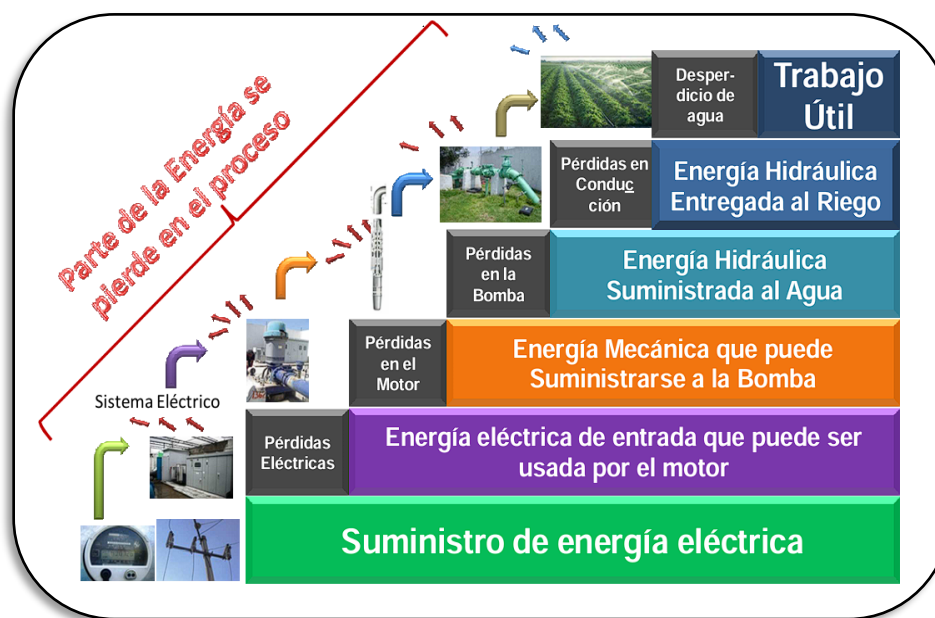 Parte de la Energía se
pierde en el proceso
Desper-
dicio de
agua
Trabajo
Útil
Pérdidas en
Conduc
ción
Energía Hidráulica
Entregada al Riego
Pérdidas
en la
Bomba
Energía Hidráulica
Suministrada al Agua
Pérdidas
en el
Motor
Energía Mecánica que puede
Suministrarse a la Bomba
Sistema Eléctrico
Pérdidas
Eléctricas
Energía eléctrica de entrada que puede ser
usada por el motor
Suministro de energía eléctrica